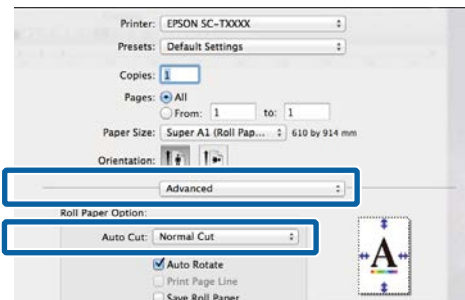 Printer: EPSON SC-TXXXX
Presets: Default Settings
Copies: 1
Pages: All
From: 1 to: 1
Paper Size: Super A1 (Roll Pap... 610 by 914 mm
Orientation:
Advanced
Roll Paper Option:
Auto Cut: Normal Cut
Auto Rotate
Print Page Line
Save Roll Paper
A